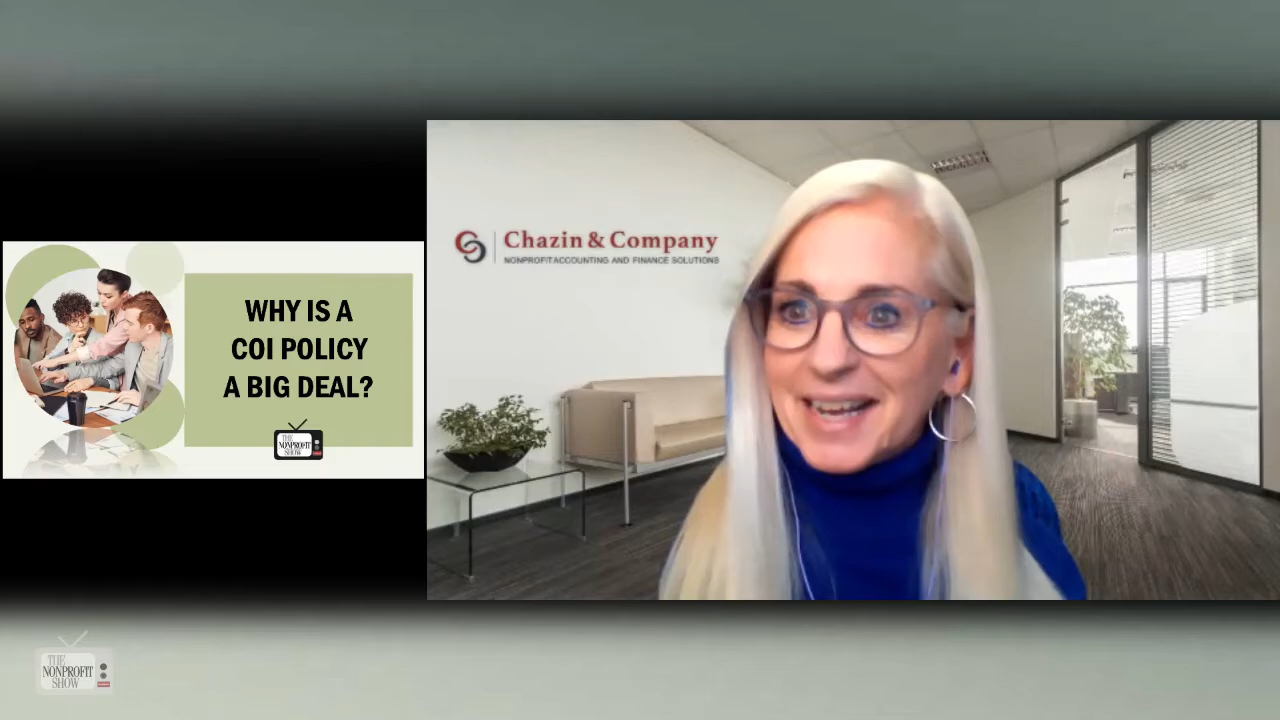 WHY IS A
COI POLICY
A BIG DEAL?
THE
NONPROFIT
SHOW
Chazin & Company
NONPROFIT ACCOUNTING AND FINANCE SOLUTIONS
THE
NONPROFIT
SHOW